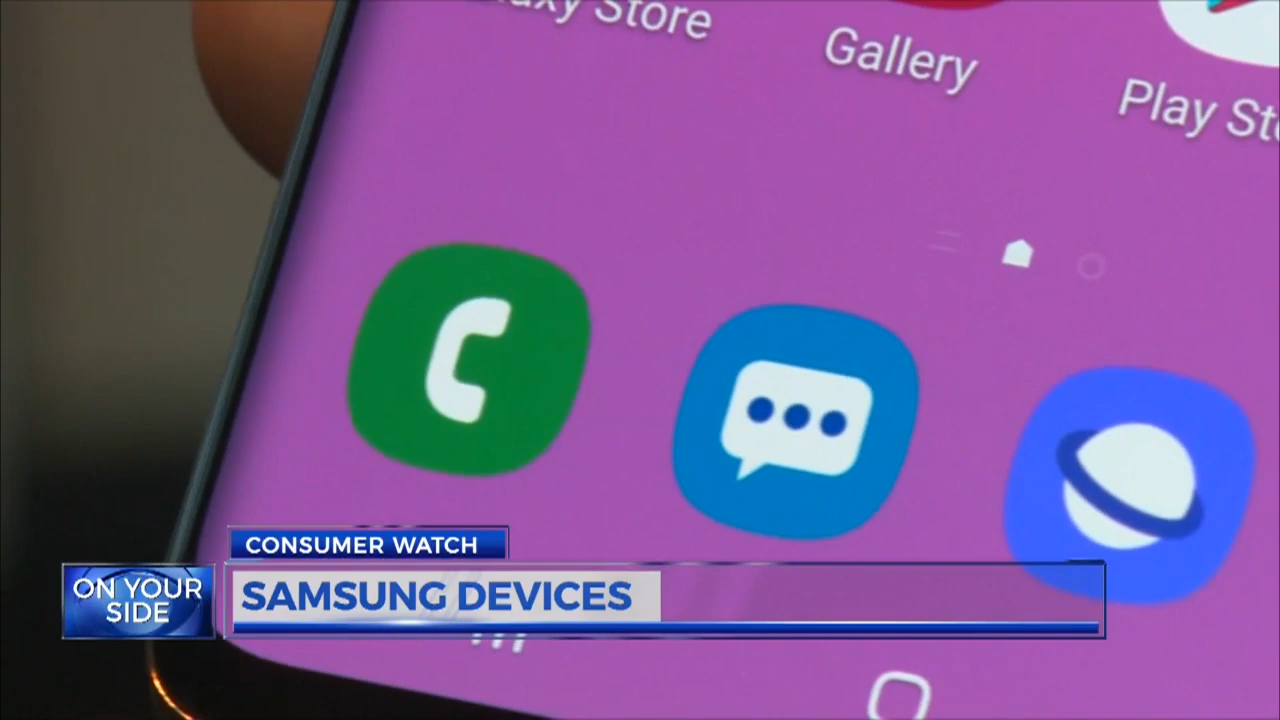 Store
Gallery
Play
CONSUMER WATCH
ON YOUR
SIDE
SAMSUNG DEVICES